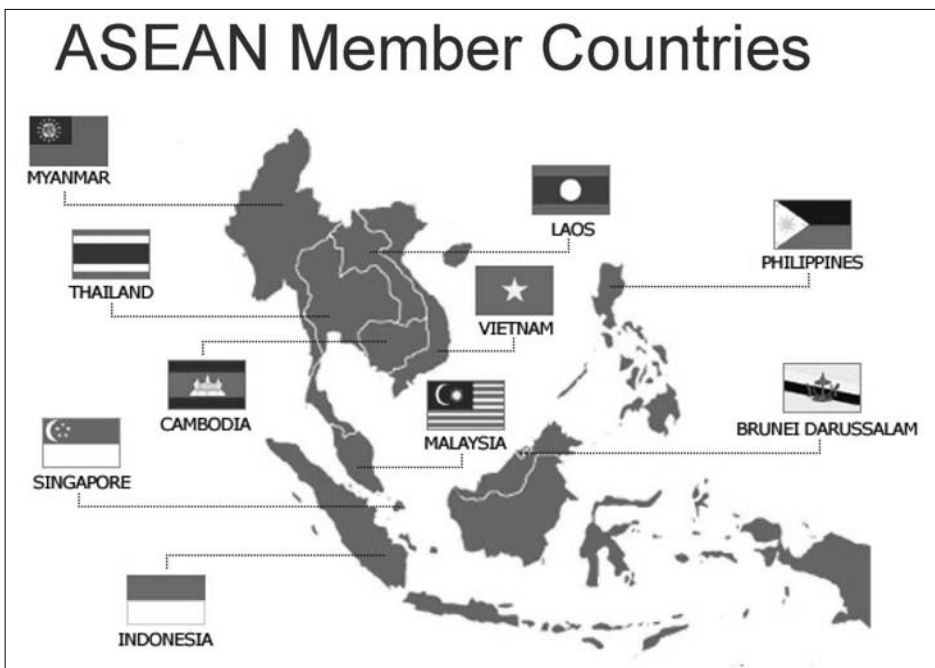 ASEAN Member Countries
MYANMAR
LAOS
PHILIPPINES
THAILAND
VIETNAM
CAMBODIA
MALAYSIA
BRUNEI DARUSSALAM
SINGAPORE
INDONESIA